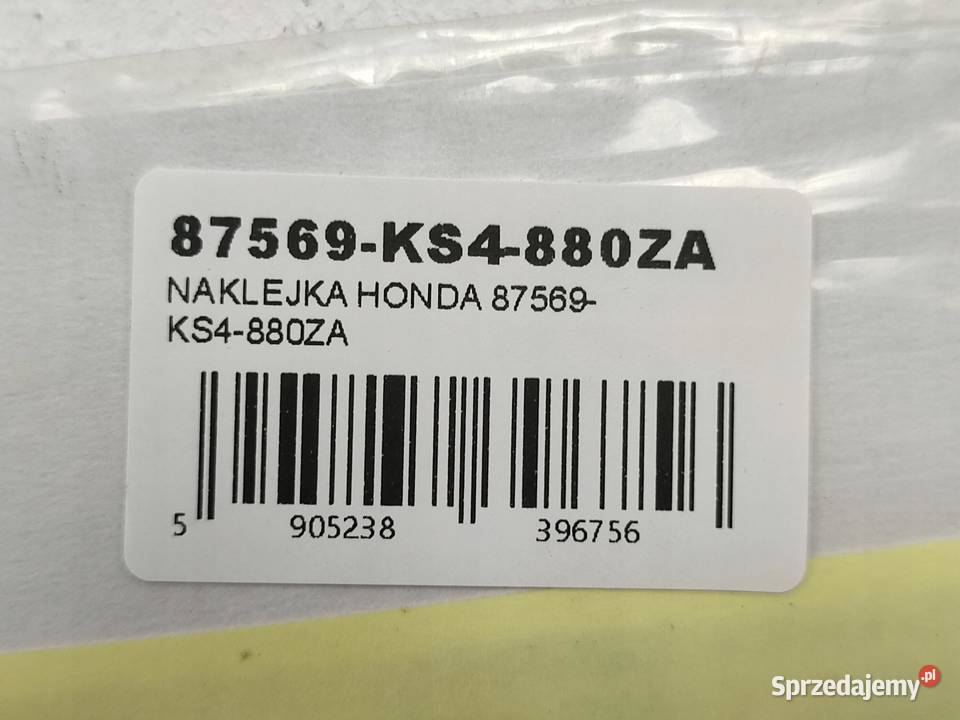 87569-KS4-880ZA
NAKLEJKA HONDA 87569-
KS4-880ZA
5 905238 396756
Sprzedajemy.pl